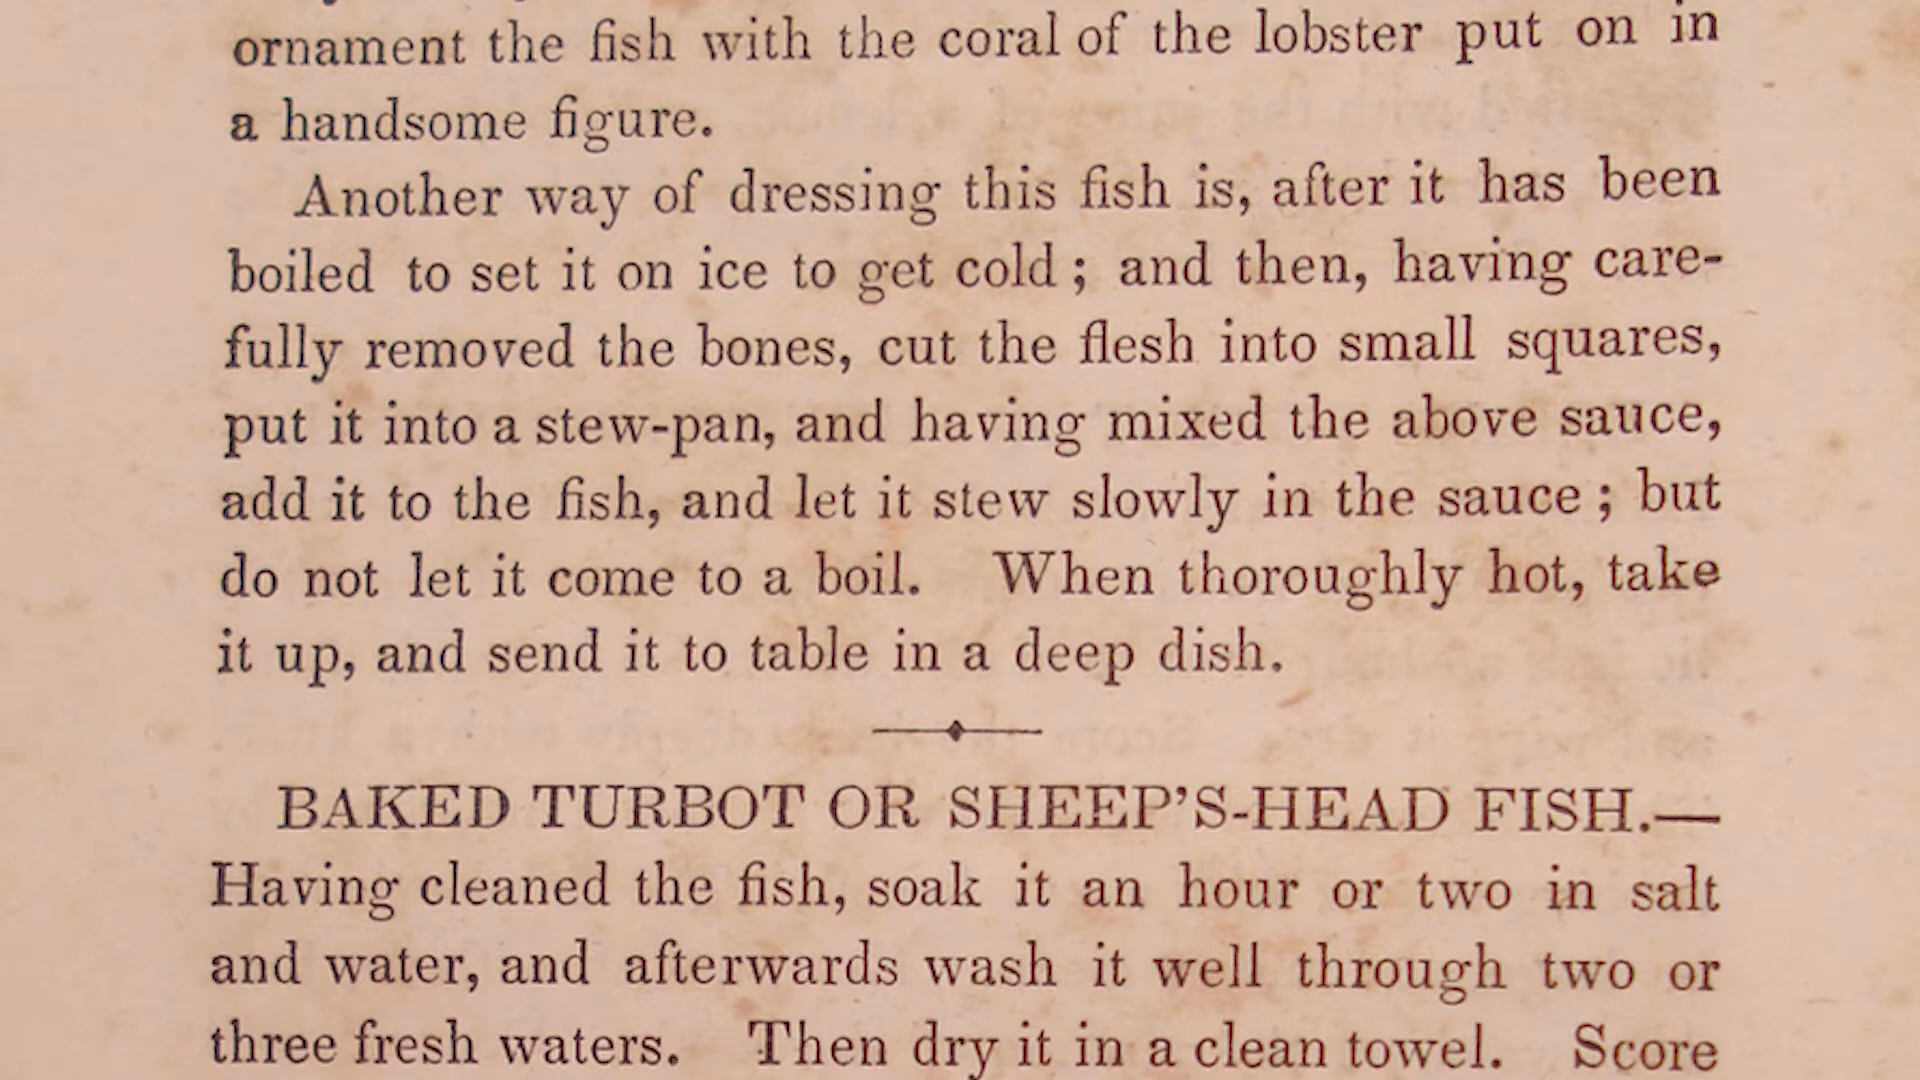 ornament the fish with the coral of the lobster put on in
a handsome figure.
Another way of dressing this fish is, after it has been
boiled to set it on ice to get cold; and then, having care-
fully removed the bones, cut the flesh into small squares,
put it into a stew-pan, and having mixed the above sauce,
add it to the fish, and let it stew slowly in the sauce; but
do not let it come to a boil. When thoroughly hot, take
it up, and send it to table in a deep dish.
BAKED TURBOT OR SHEEP'S-HEAD FISH.—
Having cleaned the fish, soak it an hour or two in salt
and water, and afterwards wash it well through two or
three fresh waters. Then dry it in a clean towel. Score